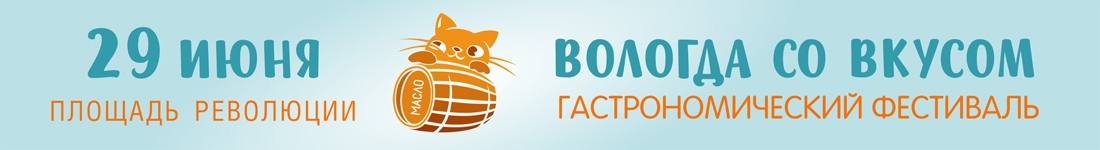 29 июня
ПЛОЩАДЬ РЕВОЛЮЦИИ
МАСЛО
ВОЛОГДА СО ВКУСОМ
ГАСТРОНОМИЧЕСКИЙ ФЕСТИВАЛЬ